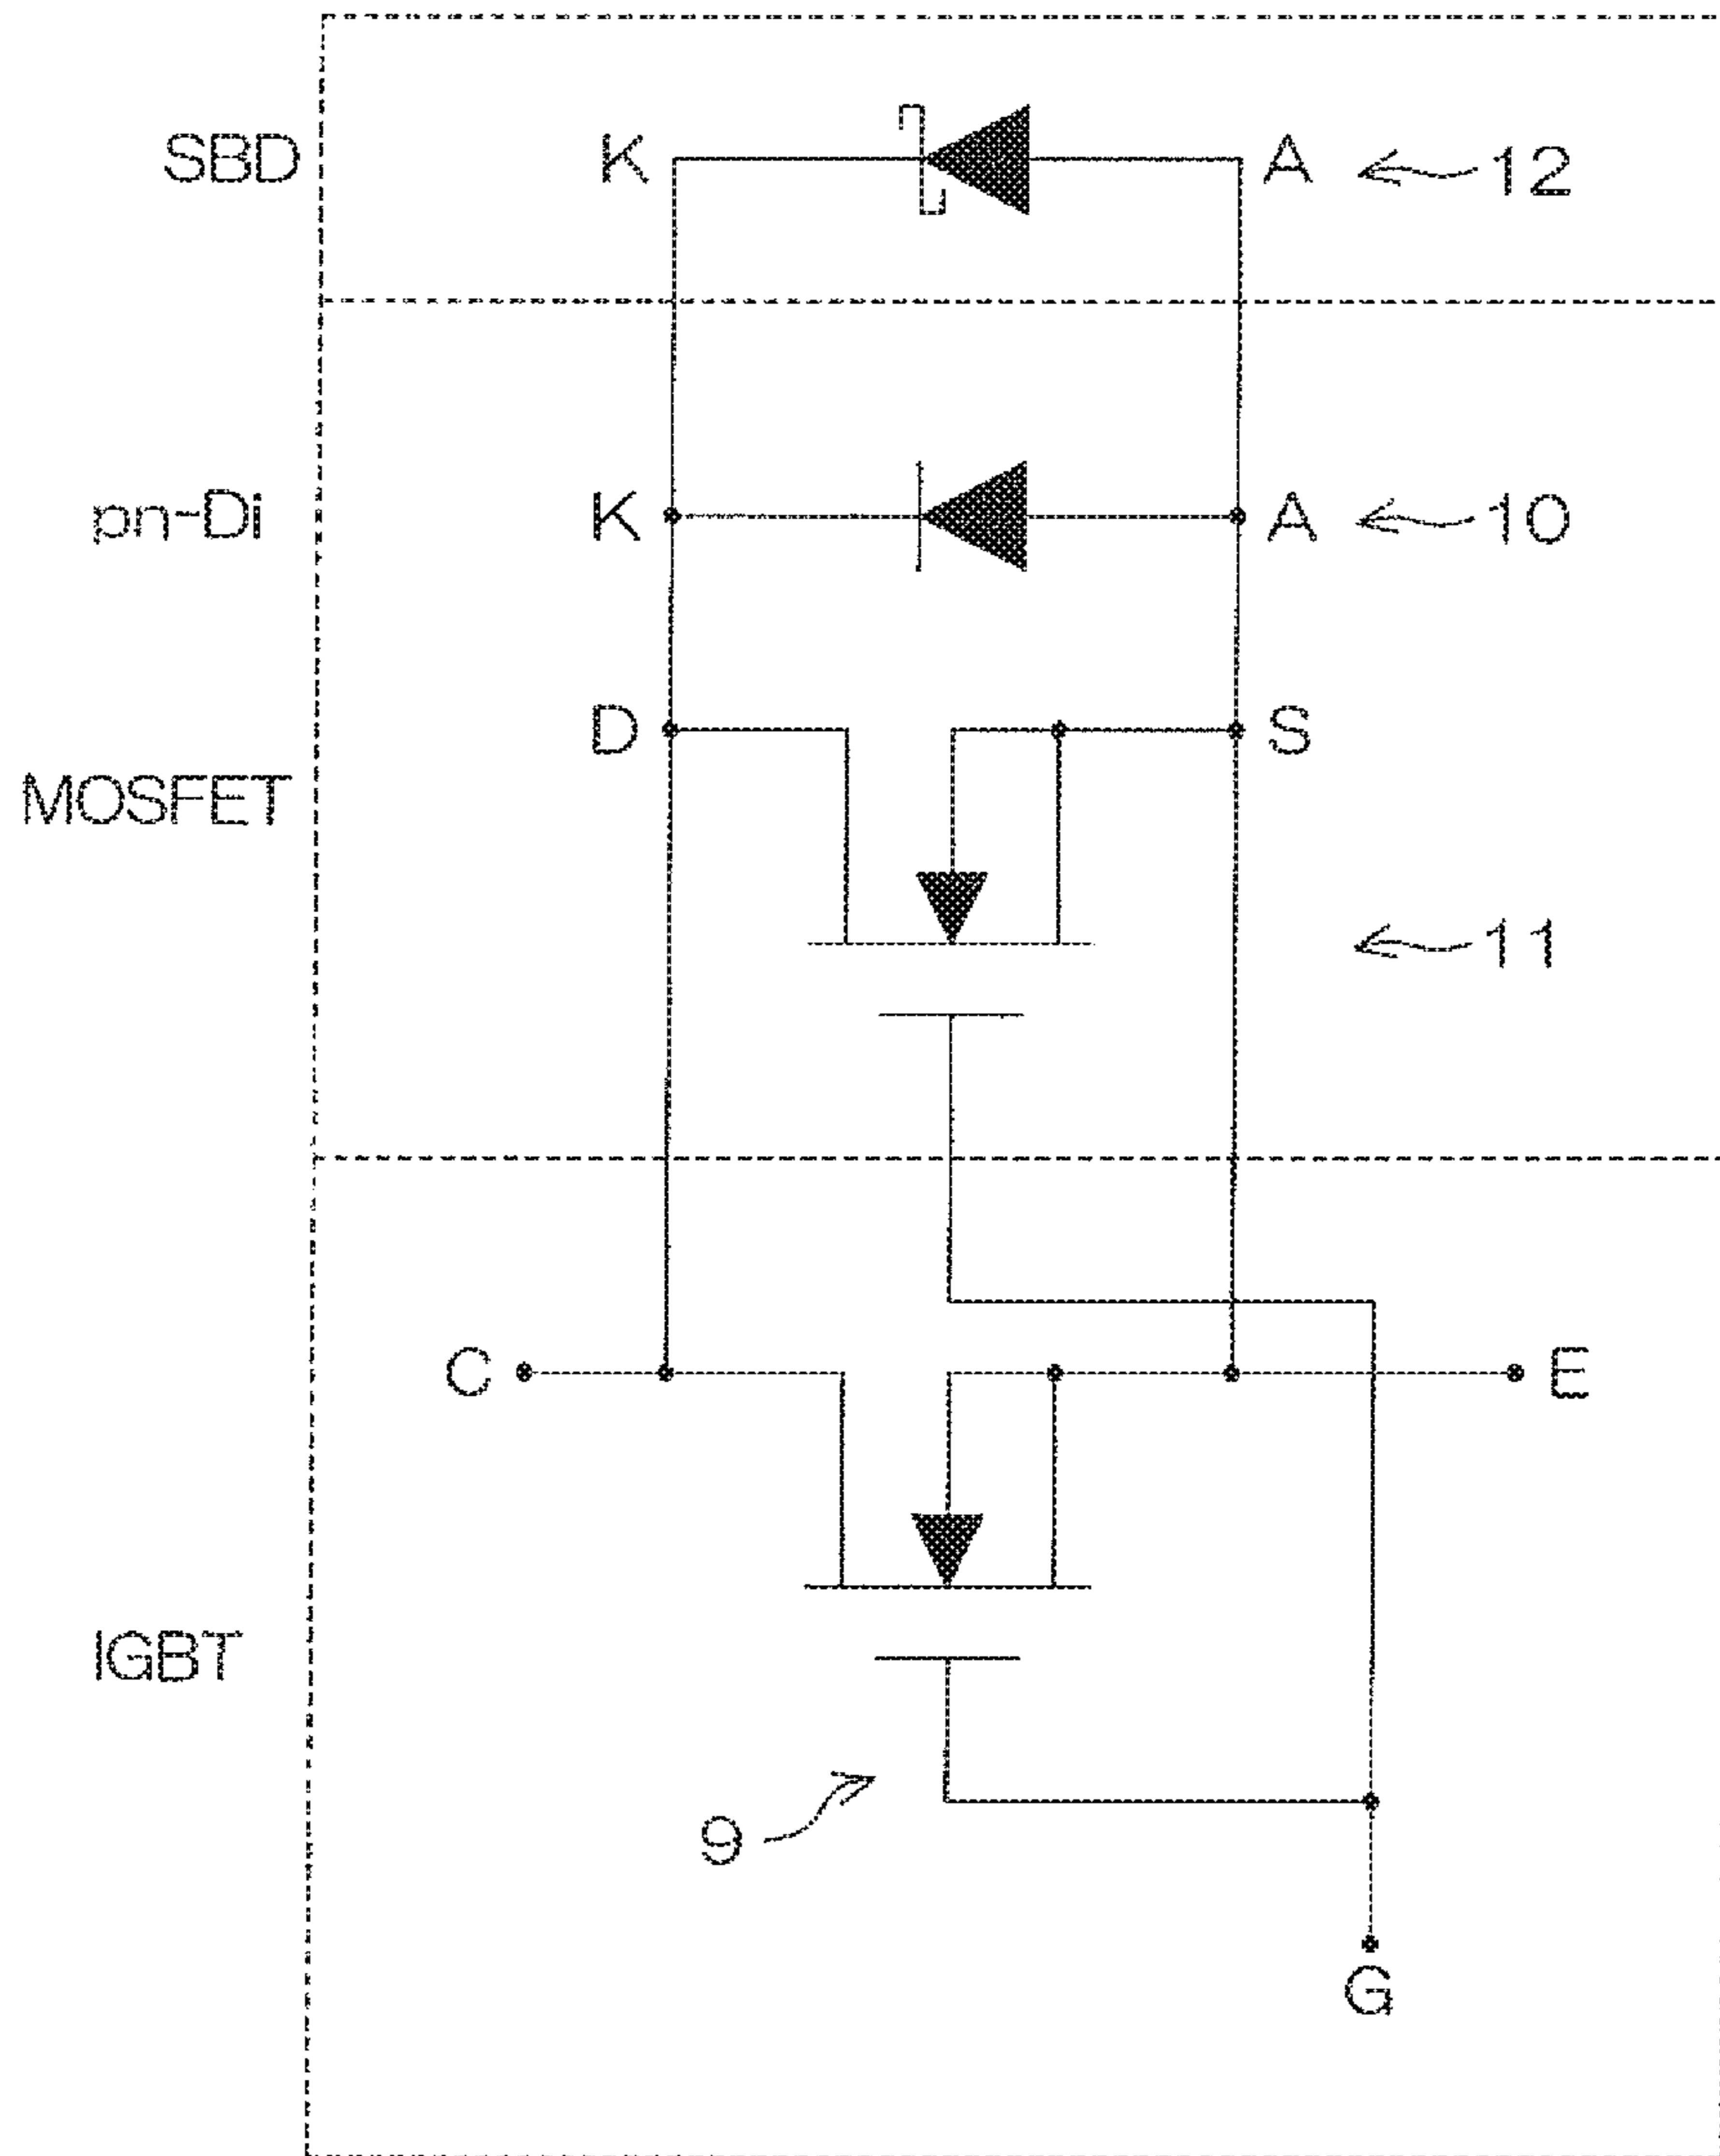 SBD K A 12
pn-Di K A 10
D S
MOSFET
11
C E
IGBT
9
G